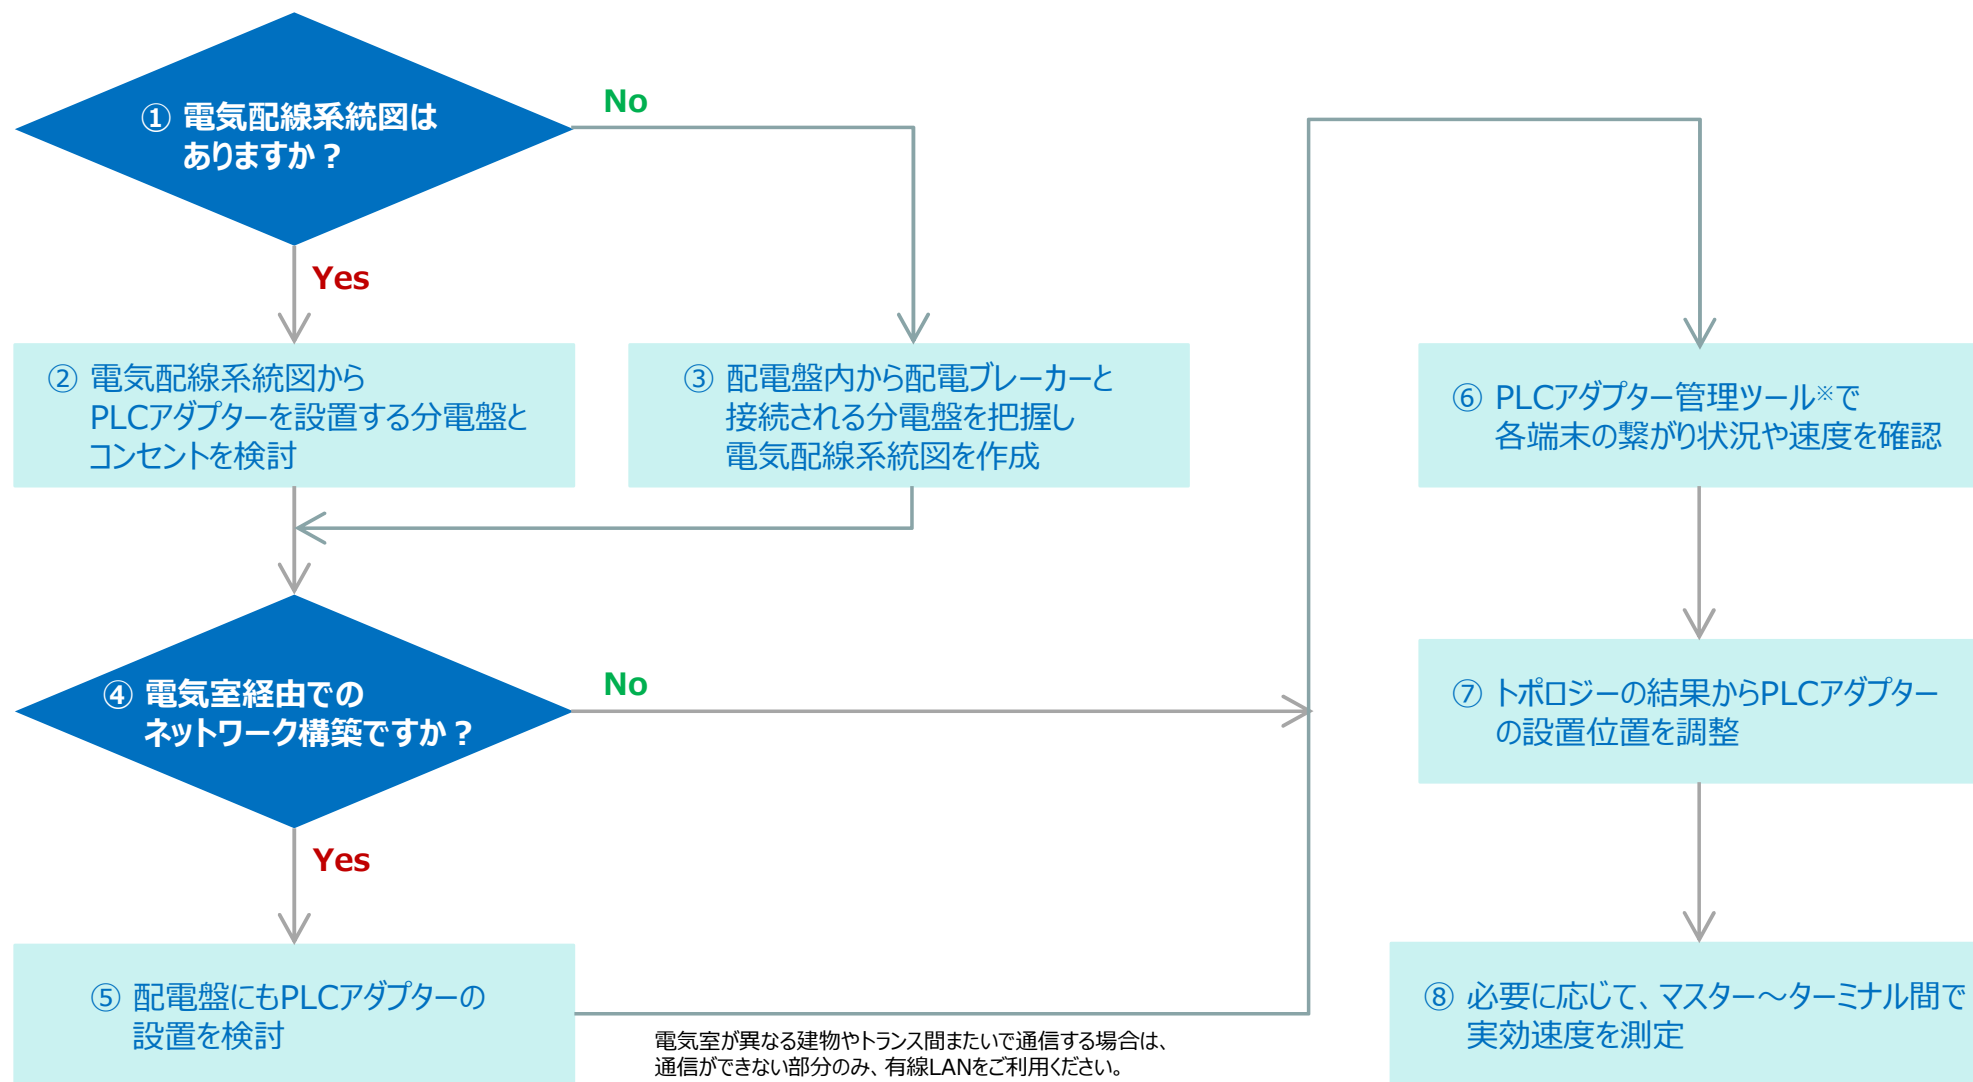 ① 電気配線系統図は
ありますか？
No
Yes
② 電気配線系統図から
PLCアダプターを設置する分電盤と
コンセントを検討
③ 配電盤内から配電ブレーカーと
接続される分電盤を把握し
電気配線系統図を作成
④ 電気室経由での
ネットワーク構築ですか？
No
Yes
⑤ 配電盤にもPLCアダプターの
設置を検討
電気室が異なる建物やトランス間またいで通信する場合は、
通信ができない部分のみ、有線LANをご利用ください。
⑥ PLCアダプター管理ツール※で
各端末の繋がり状況や速度を確認
⑦ トポロジーの結果からPLCアダプター
の設置位置を調整
⑧ 必要に応じて、マスター～ターミナル間で
実効速度を測定